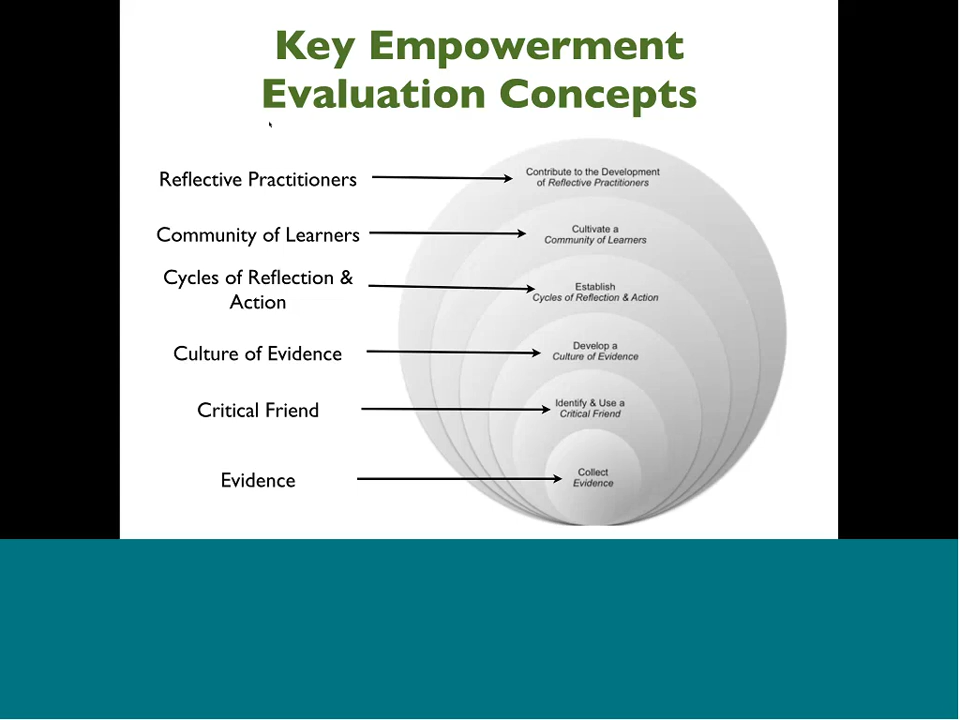 Key Empowerment
Evaluation Concepts
Reflective Practitioners
Contribute to the Development
of Reflective Practitioners
Community of Learners
Cultivate a
Community of Learners
Cycles of Reflection &
Action
Establish
Cycles of Reflection & Action
Culture of Evidence
Develop a
Culture of Evidence
Critical Friend
Identify & Use a
Critical Friend
Evidence
Collect
Evidence